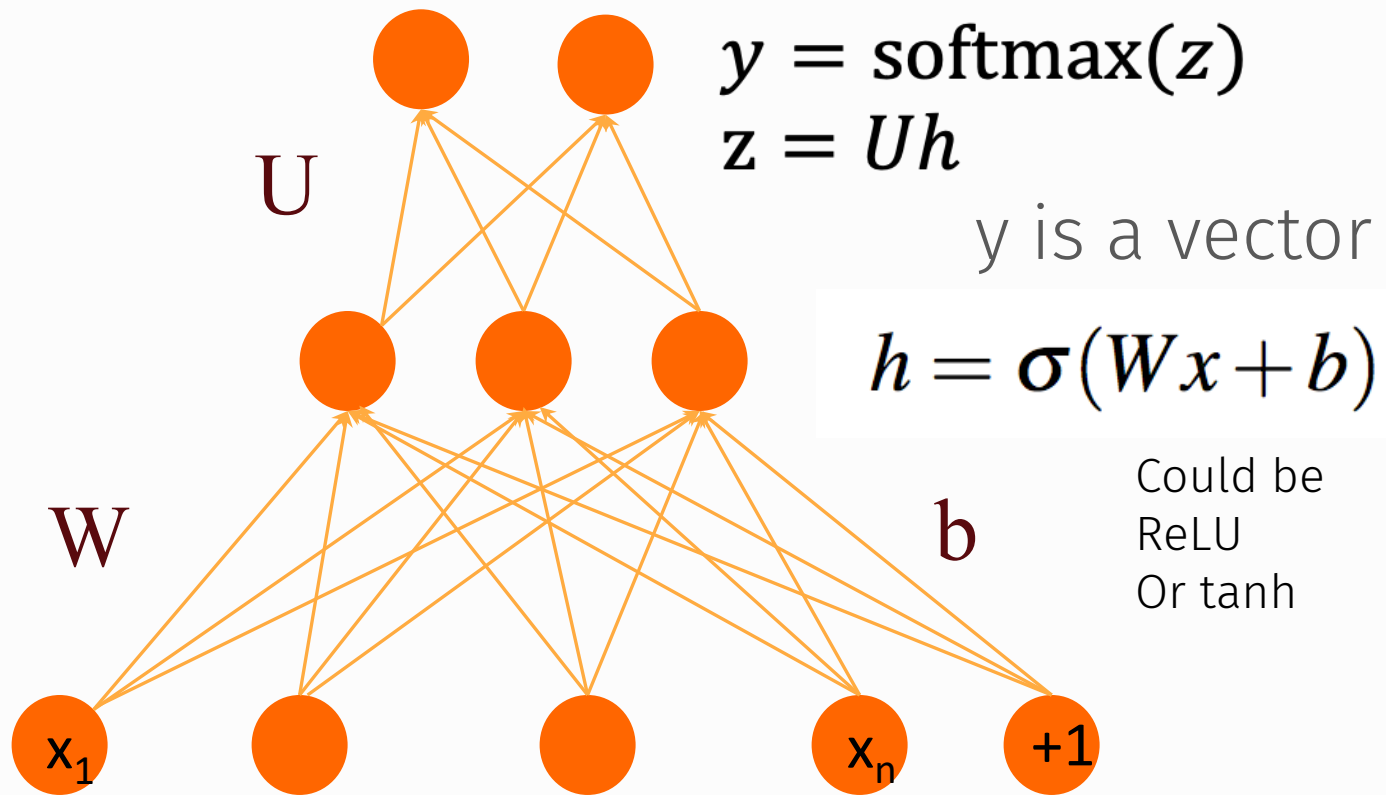 y = softmax(z)
z = Uh
U
y is a vector
h = σ(Wx + b)
W
b
Could be
ReLU
Or tanh
x₁
xₙ
+1